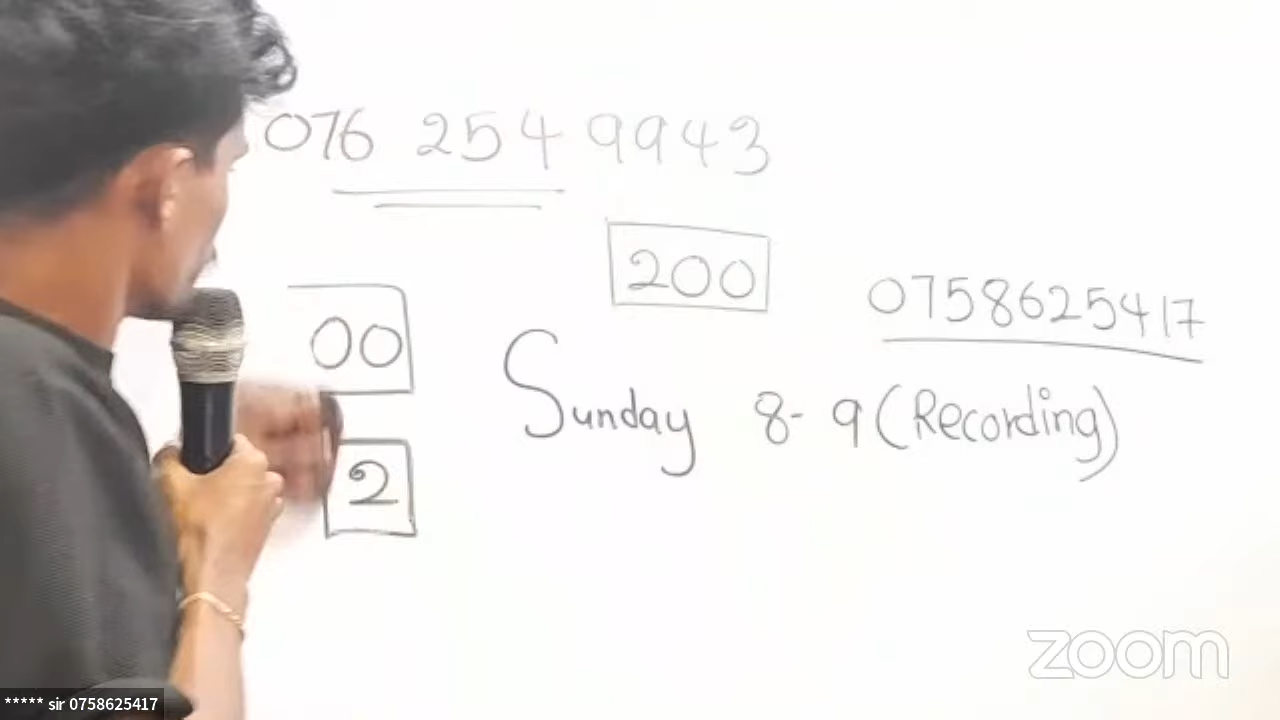 076 254 9943
200
0758625417
00
Sunday 8-9 (Recording)
2
zoom
***** sir 0758625417